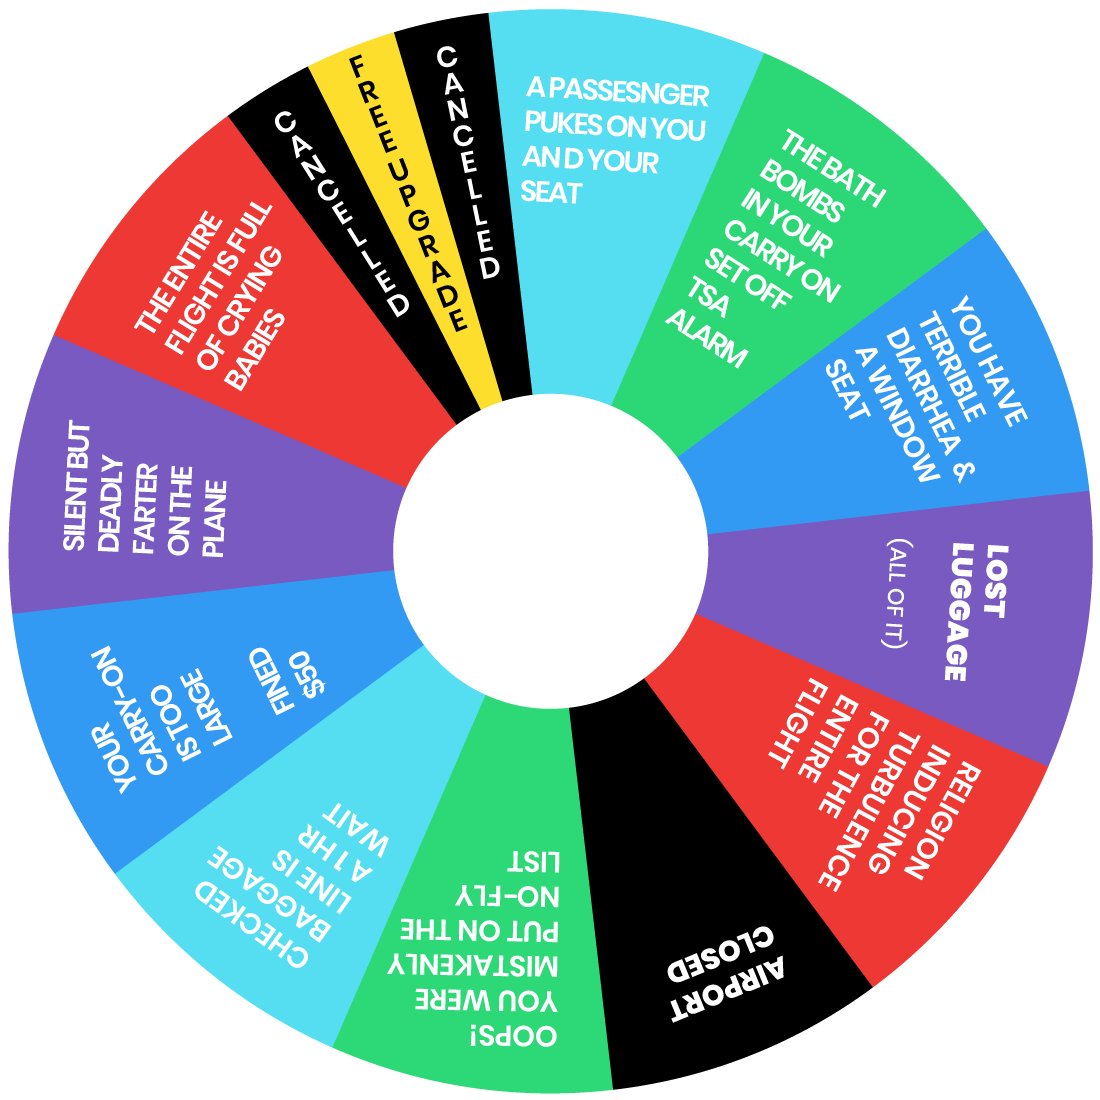 A PASSESNGER
PUKES ON YOU
AN D YOUR
SEAT
THE BATH
BOMBS
IN YOUR
CARRY ON
SET OFF
TSA
ALARM
YOU HAVE
TERRIBLE
DIARRHEA &
A WINDOW
SEAT
LOST
LUGGAGE
(ALL OF IT)
RELIGION
INDUCING
TURBULENCE
FOR THE
ENTIRE
FLIGHT
AIRPORT
CLOSED
OOPS!
YOU WERE
MISTAKENLY
PUT ON THE
NO-FLY
LIST
CHECKED
BAGGAGE
LINE IS
A 1 HR
WAIT
YOUR
CARRY-ON
IS TOO
LARGE
FINED
$50
SILENT BUT
DEADLY
FARTER
ON THE
PLANE
THE ENTIRE
FLIGHT IS FULL
OF CRYING
BABIES
CANCELLED
FREE UPGRADE
CANCELLED